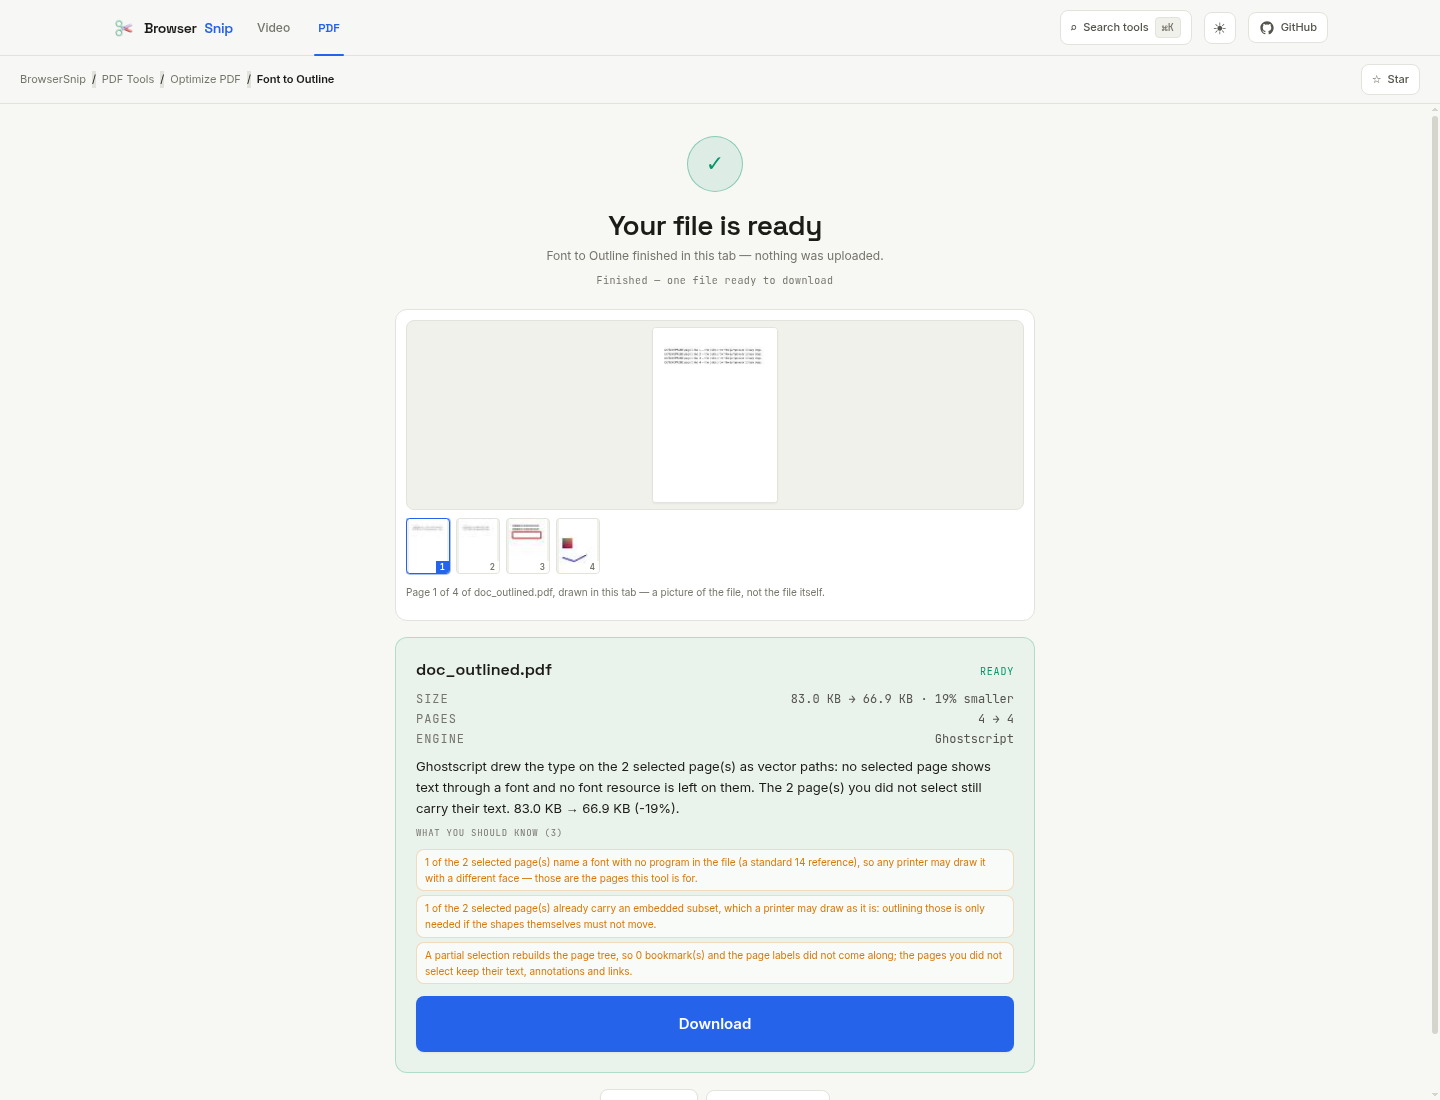 Browser Snip
Video
PDF
Search tools
⌘K
GitHub
BrowserSnip / PDF Tools / Optimize PDF / Font to Outline
☆ Star
✓
Your file is ready
Font to Outline finished in this tab — nothing was uploaded.
Finished — one file ready to download
1
2
3
4
Page 1 of 4 of doc_outlined.pdf, drawn in this tab — a picture of the file, not the file itself.
doc_outlined.pdf
READY
SIZE
83.0 KB → 66.9 KB · 19% smaller
PAGES
4 → 4
ENGINE
Ghostscript
Ghostscript drew the type on the 2 selected page(s) as vector paths: no selected page shows
text through a font and no font resource is left on them. The 2 page(s) you did not select still
carry their text. 83.0 KB → 66.9 KB (-19%).
WHAT YOU SHOULD KNOW (3)
1 of the 2 selected page(s) name a font with no program in the file (a standard 14 reference), so any printer may draw it
with a different face — those are the pages this tool is for.
1 of the 2 selected page(s) already carry an embedded subset, which a printer may draw as it is: outlining those is only
needed if the shapes themselves must not move.
A partial selection rebuilds the page tree, so 0 bookmark(s) and the page labels did not come along; the pages you did not
select keep their text, annotations and links.
Download